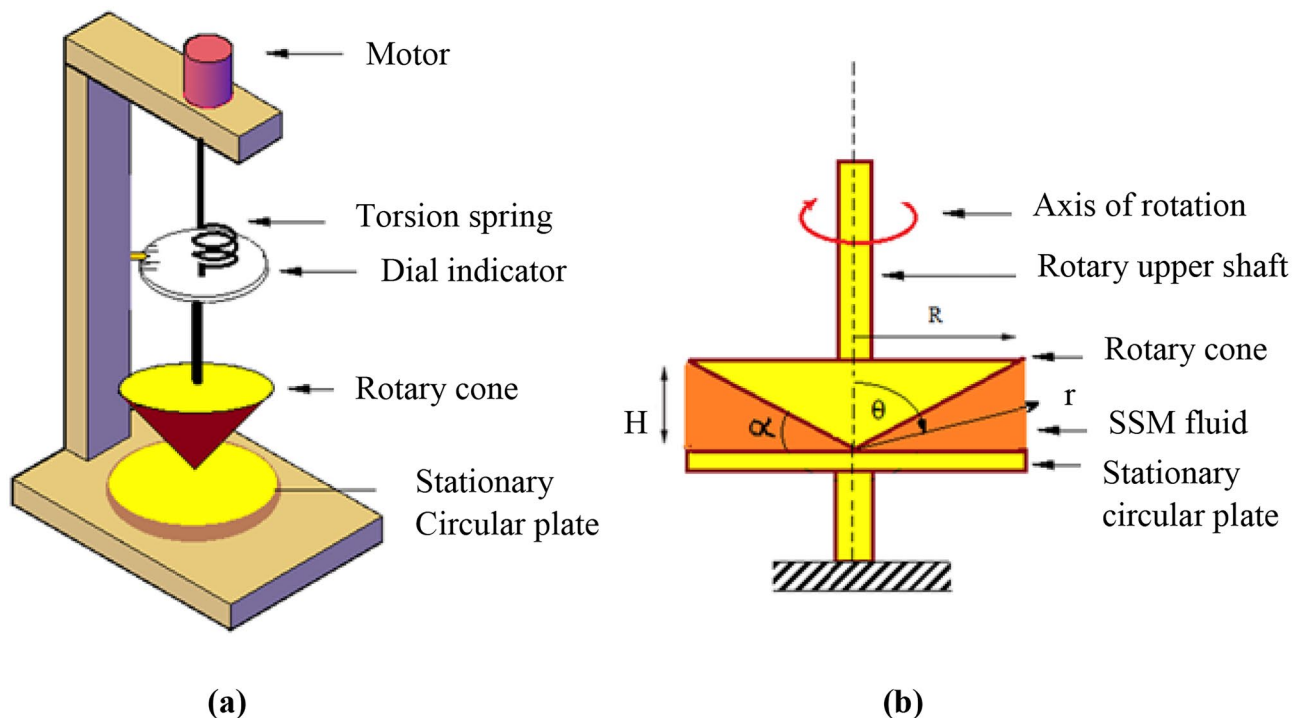 Motor
Torsion spring
Dial indicator
Rotary cone
Stationary
Circular plate
(a)
Axis of rotation
Rotary upper shaft
R
Rotary cone
r
H
θ
α
SSM fluid
Stationary
circular plate
(b)